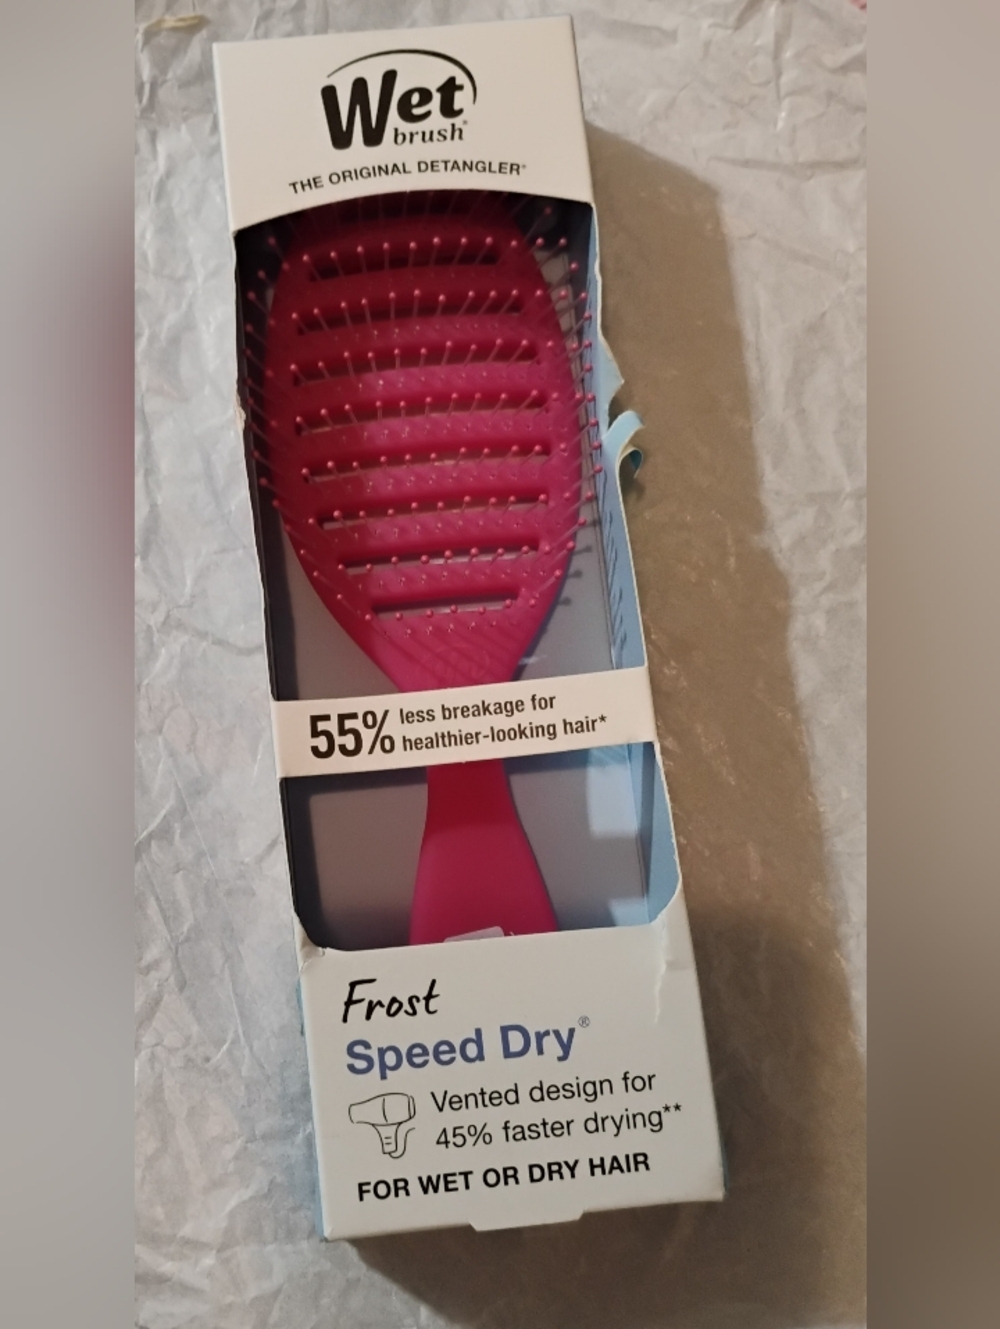 Wet
brush®
THE ORIGINAL DETANGLER®
55% less breakage for
healthier-looking hair*
Frost
Speed Dry®
Vented design for
45% faster drying**
FOR WET OR DRY HAIR